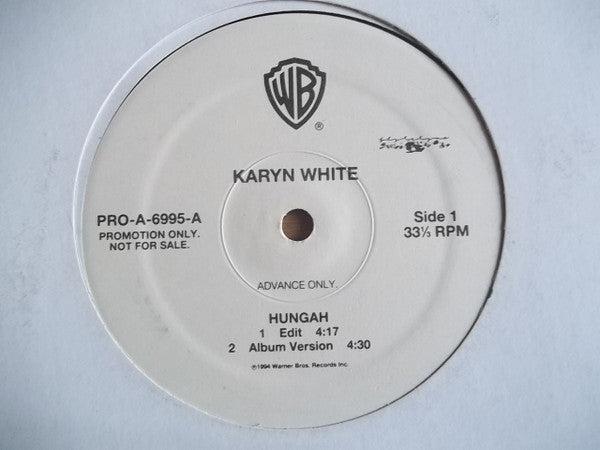 WB
®
KARYN WHITE
PRO-A-6995-A
PROMOTION ONLY.
NOT FOR SALE.
Side 1
33⅓ RPM
ADVANCE ONLY.
HUNGAH
1 Edit 4:17
2 Album Version 4:30
℗1994 Warner Bros. Records Inc.